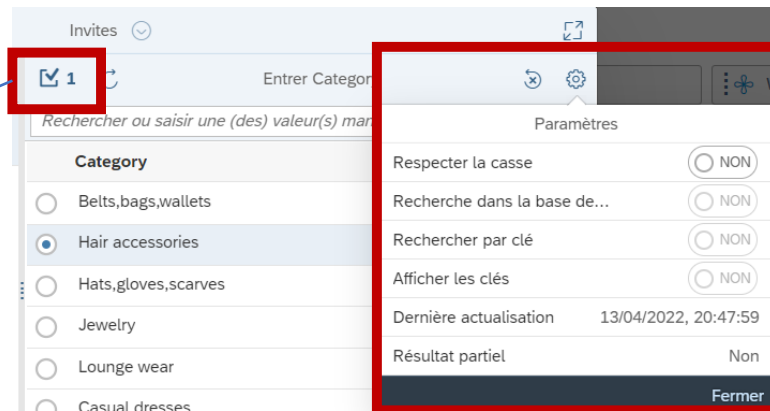 Invites
1
Entrer Category
Rechercher ou saisir une (des) valeur(s)
Category
Belts,bags,wallets
Hair accessories
Hats,gloves,scarves
Jewelry
Lounge wear
Casual dresses
Paramètres
Respecter la casse NON
Recherche dans la base de... NON
Rechercher par clé NON
Afficher les clés NON
Dernière actualisation 13/04/2022, 20:47:59
Résultat partiel Non
Fermer